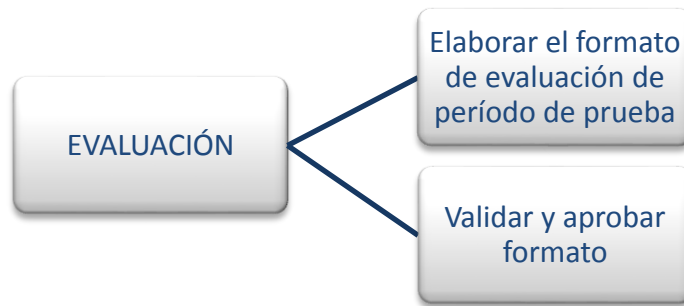 EVALUACIÓN
Elaborar el formato
de evaluación de
período de prueba
Validar y aprobar
formato